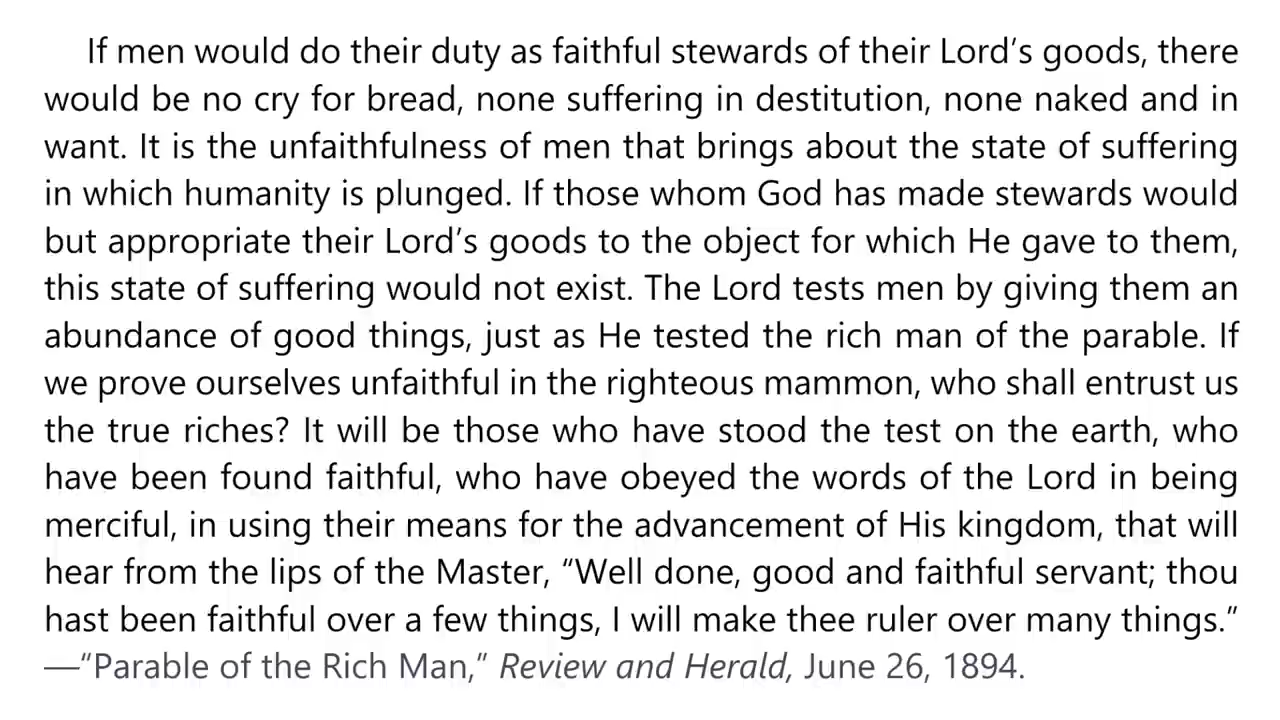 If men would do their duty as faithful stewards of their Lord’s goods, there
would be no cry for bread, none suffering in destitution, none naked and in
want. It is the unfaithfulness of men that brings about the state of suffering
in which humanity is plunged. If those whom God has made stewards would
but appropriate their Lord’s goods to the object for which He gave to them,
this state of suffering would not exist. The Lord tests men by giving them an
abundance of good things, just as He tested the rich man of the parable. If
we prove ourselves unfaithful in the righteous mammon, who shall entrust us
the true riches? It will be those who have stood the test on the earth, who
have been found faithful, who have obeyed the words of the Lord in being
merciful, in using their means for the advancement of His kingdom, that will
hear from the lips of the Master, “Well done, good and faithful servant; thou
hast been faithful over a few things, I will make thee ruler over many things.”
—“Parable of the Rich Man,” Review and Herald, June 26, 1894.